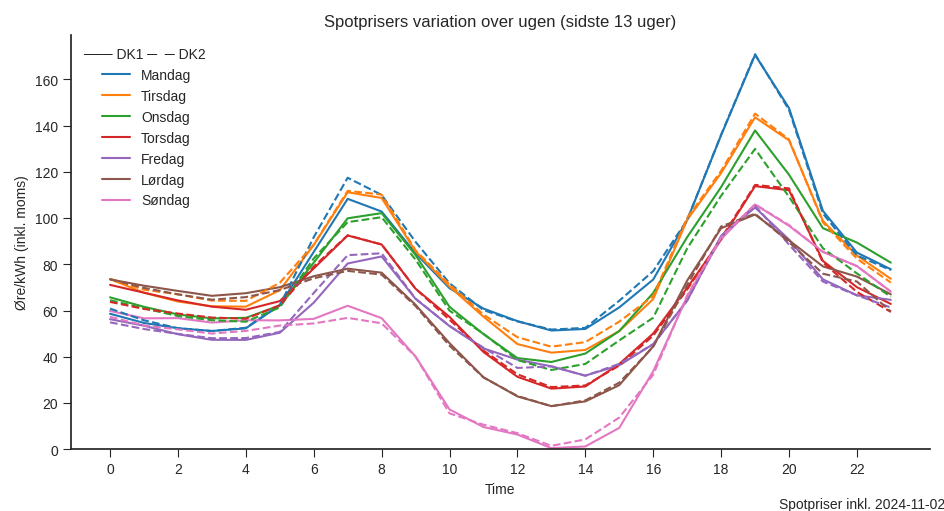 Spotprisers variation over ugen (sidste 13 uger)
DK1 DK2
Mandag
Tirsdag
Onsdag
Torsdag
Fredag
Lørdag
Søndag
Øre/kWh (inkl. moms)
160
140
120
100
80
60
40
20
0
0 2 4 6 8 10 12 14 16 18 20 22
Time
Spotpriser inkl. 2024-11-02